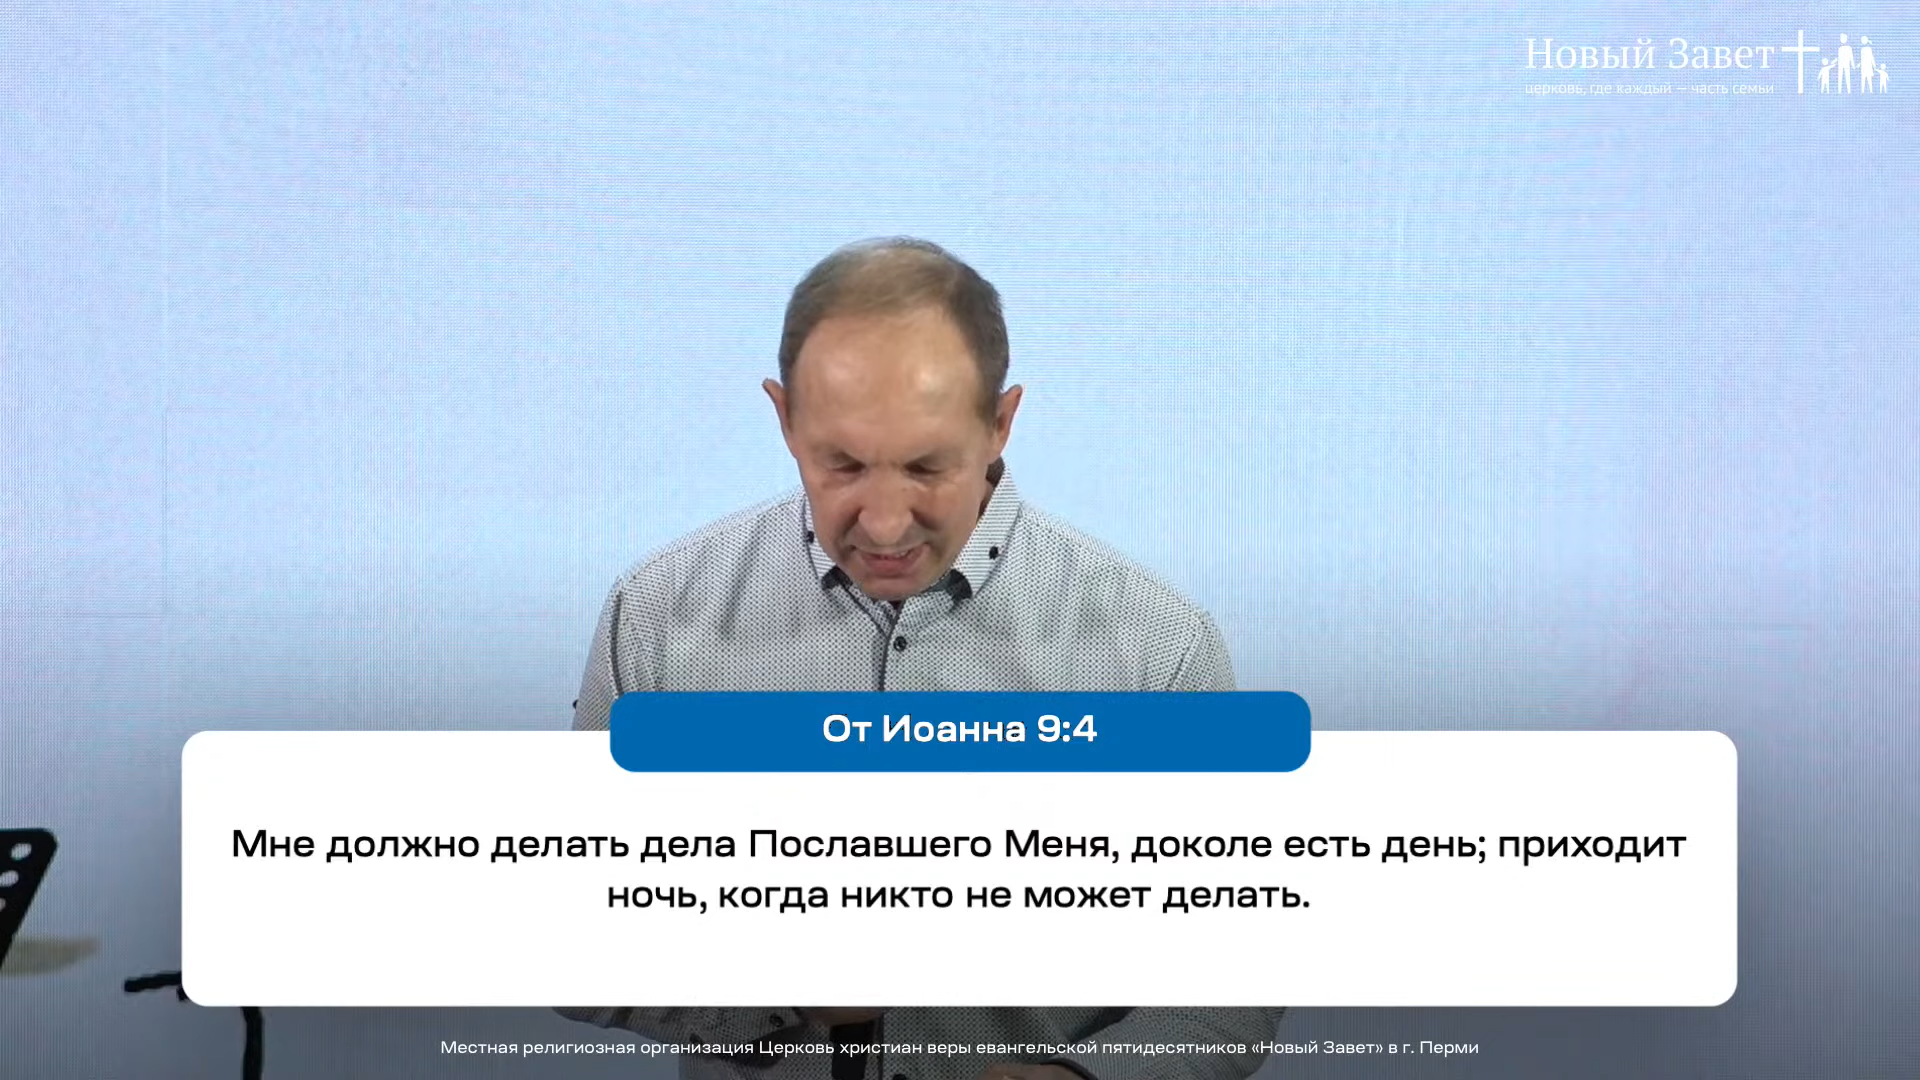 Новый Завет
церковь, где каждый — часть семьи
От Иоанна 9:4
Мне должно делать дела Пославшего Меня, доколе есть день; приходит
ночь, когда никто не может делать.
Местная религиозная организация Церковь христиан веры евангельской пятидесятников «Новый Завет» в г. Перми